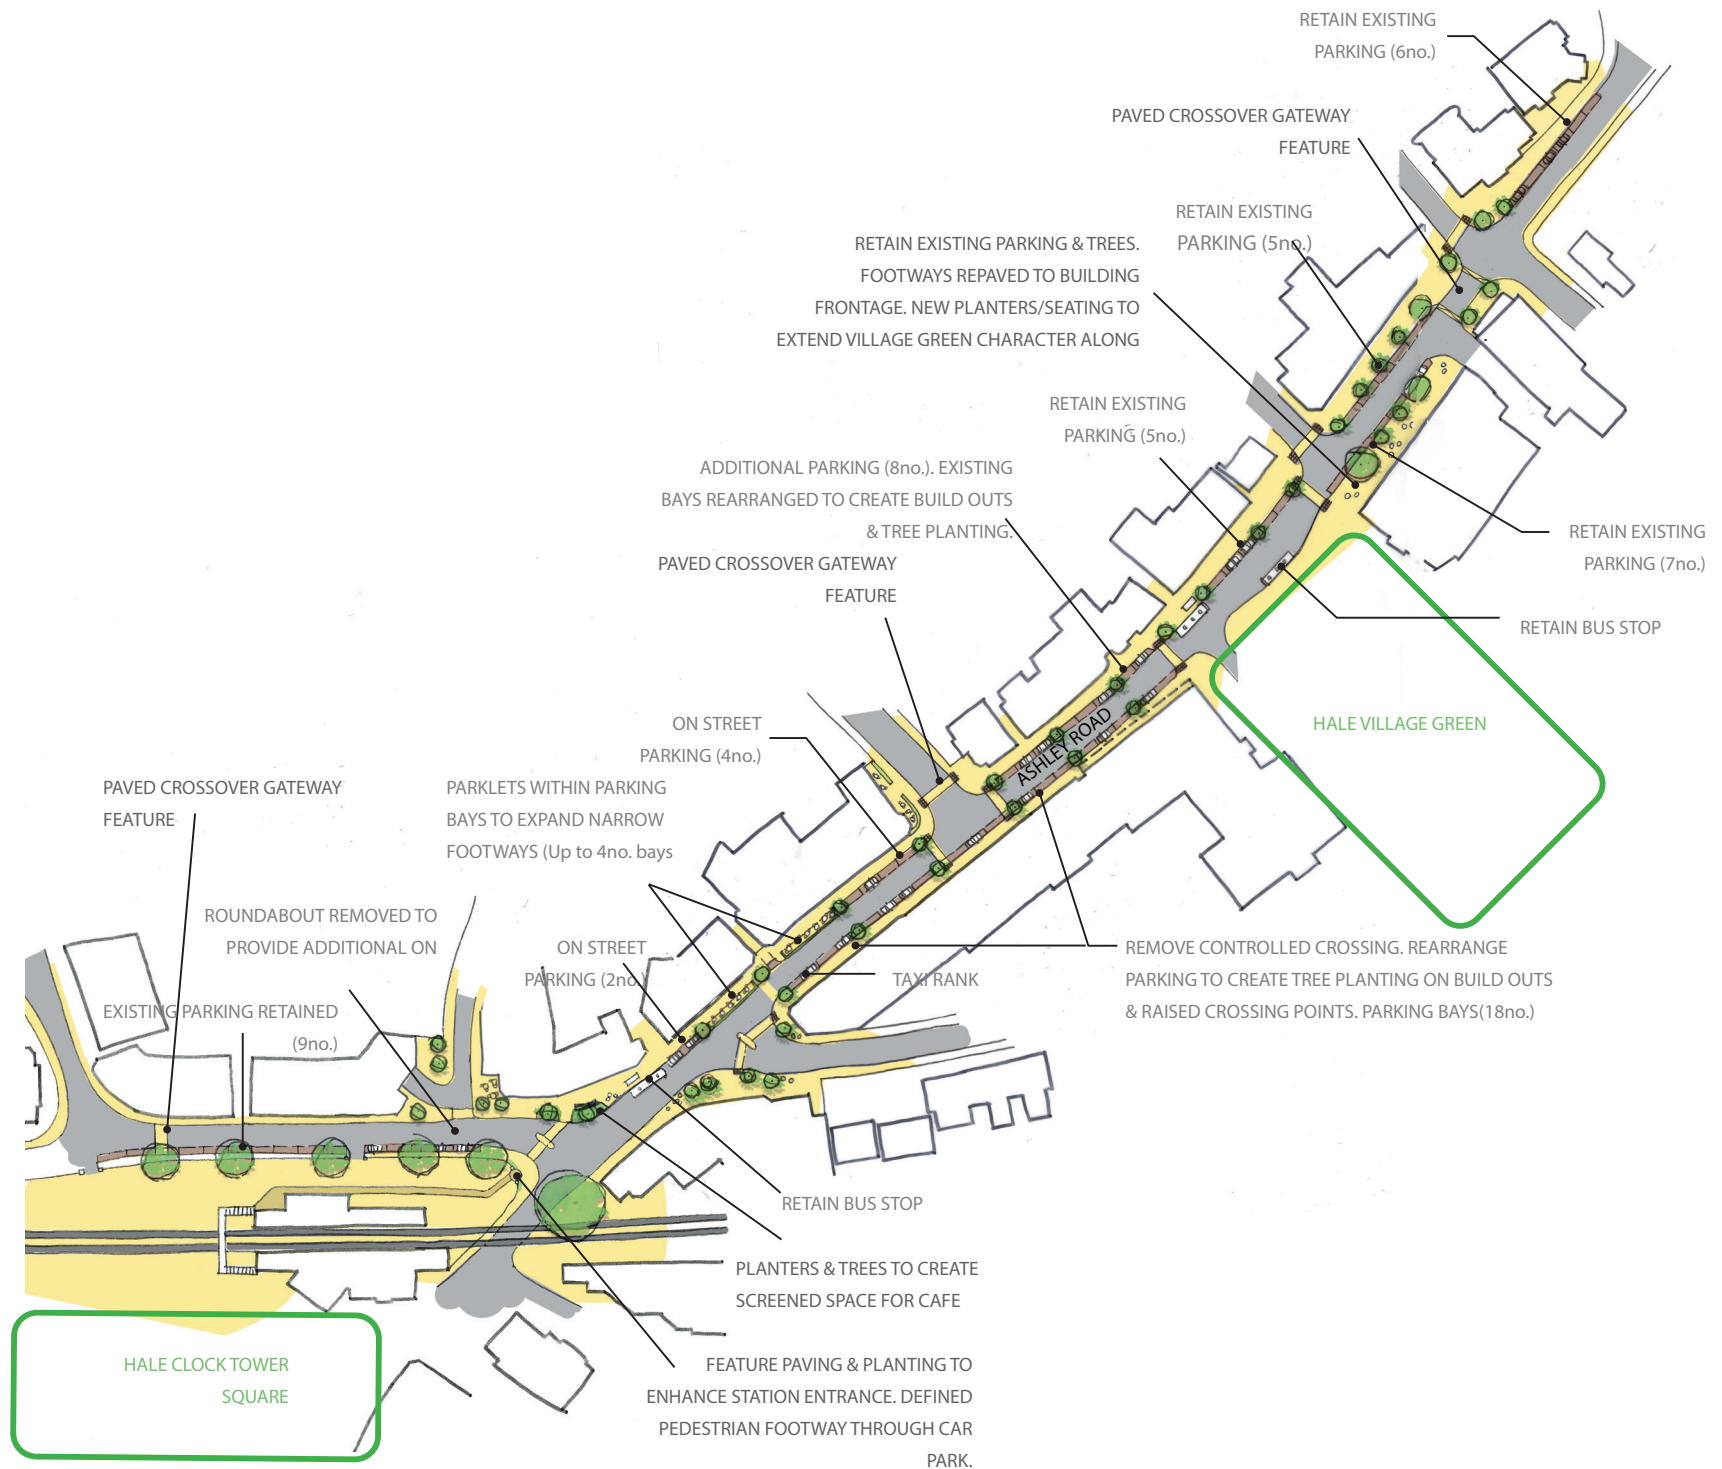 RETAIN EXISTING
PARKING (6no.)
PAVED CROSSOVER GATEWAY
FEATURE
RETAIN EXISTING
PARKING (5no.)
RETAIN EXISTING PARKING & TREES.
FOOTWAYS REPAVED TO BUILDING
FRONTAGE. NEW PLANTERS/SEATING TO
EXTEND VILLAGE GREEN CHARACTER ALONG
RETAIN EXISTING
PARKING (5no.)
ADDITIONAL PARKING (8no.). EXISTING
BAYS REARRANGED TO CREATE BUILD OUTS
& TREE PLANTING.
PAVED CROSSOVER GATEWAY
FEATURE
RETAIN EXISTING
PARKING (7no.)
RETAIN BUS STOP
HALE VILLAGE GREEN
ASHLEY ROAD
ON STREET
PARKING (4no.)
PAVED CROSSOVER GATEWAY
FEATURE
PARKLETS WITHIN PARKING
BAYS TO EXPAND NARROW
FOOTWAYS (Up to 4no. bays
ROUNDABOUT REMOVED TO
PROVIDE ADDITIONAL ON
ON STREET
PARKING (2no.
TAXI RANK
REMOVE CONTROLLED CROSSING. REARRANGE
PARKING TO CREATE TREE PLANTING ON BUILD OUTS
& RAISED CROSSING POINTS. PARKING BAYS(18no.)
EXISTING PARKING RETAINED
(9no.)
RETAIN BUS STOP
PLANTERS & TREES TO CREATE
SCREENED SPACE FOR CAFE
HALE CLOCK TOWER
SQUARE
FEATURE PAVING & PLANTING TO
ENHANCE STATION ENTRANCE. DEFINED
PEDESTRIAN FOOTWAY THROUGH CAR
PARK.